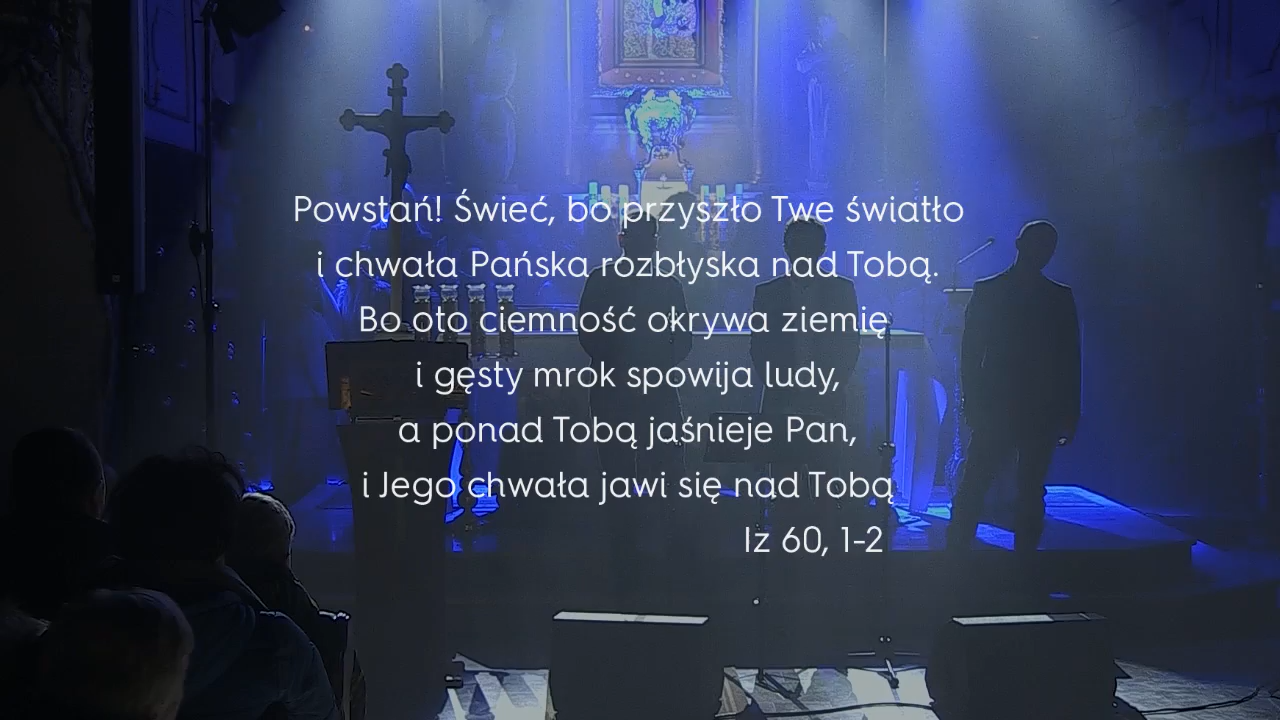 Powstań! Świeć, bo przyszło Twe światło
i chwała Pańska rozbłyska nad Tobą.
Bo oto ciemność okrywa ziemię
i gęsty mrok spowija ludy,
a ponad Tobą jaśnieje Pan,
i Jego chwała jawi się nad Tobą
Iz 60, 1-2